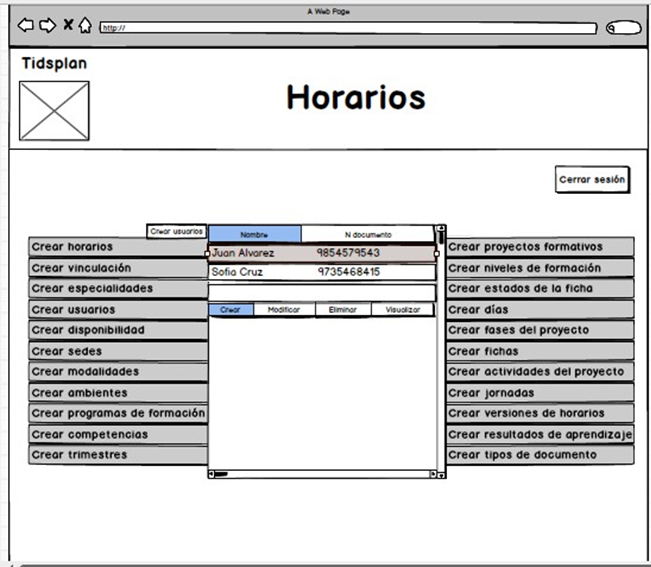 A Web Page
http://
Tidsplan
Horarios
Cerrar sesión
Crear usuarios
Nombre N documento
Juan Alvarez 9854579543
Sofia Cruz 9735468415
Crear Modificar Eliminar Visualizar
Crear horarios
Crear vinculación
Crear especialidades
Crear usuarios
Crear disponibilidad
Crear sedes
Crear modalidades
Crear ambientes
Crear programas de formación
Crear competencias
Crear trimestres
Crear proyectos formativos
Crear niveles de formación
Crear estados de la ficha
Crear días
Crear fases del proyecto
Crear fichas
Crear actividades del proyecto
Crear jornadas
Crear versiones de horarios
Crear resultados de aprendizaje
Crear tipos de documento